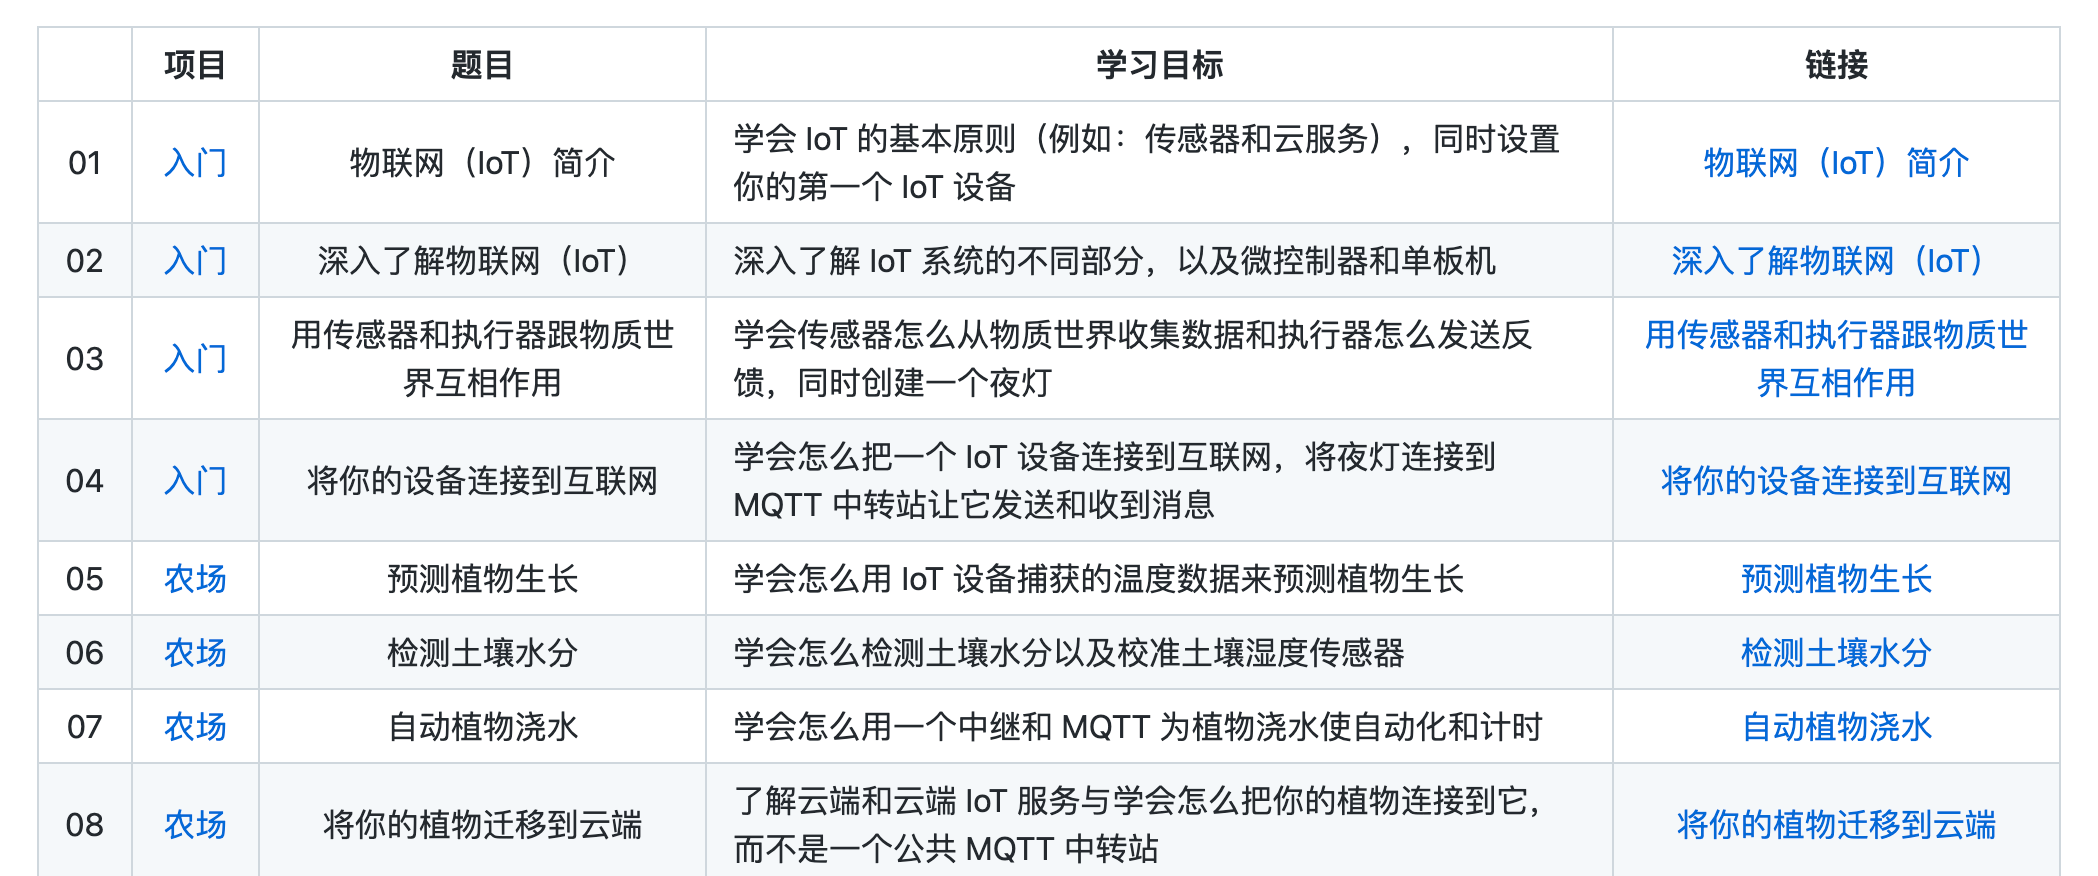 项目 题目 学习目标 链接
01 入门 物联网（IoT）简介 学会 IoT 的基本原则（例如：传感器和云服务），同时设置 物联网（IoT）简介
你的第一个 IoT 设备
02 入门 深入了解物联网（IoT） 深入了解 IoT 系统的不同部分，以及微控制器和单板机 深入了解物联网（IoT）
03 入门 用传感器和执行器跟物质世 学会传感器怎么从物质世界收集数据和执行器怎么发送反 用传感器和执行器跟物质世
界互相作用 馈，同时创建一个夜灯 界互相作用
04 入门 将你的设备连接到互联网 学会怎么把一个 IoT 设备连接到互联网，将夜灯连接到 将你的设备连接到互联网
MQTT 中转站让它发送和收到消息
05 农场 预测植物生长 学会怎么用 IoT 设备捕获的温度数据来预测植物生长 预测植物生长
06 农场 检测土壤水分 学会怎么检测土壤水分以及校准土壤湿度传感器 检测土壤水分
07 农场 自动植物浇水 学会怎么用一个中继和 MQTT 为植物浇水使自动化和计时 自动植物浇水
08 农场 将你的植物迁移到云端 了解云端和云端 IoT 服务与学会怎么把你的植物连接到它， 将你的植物迁移到云端
而不是一个公共 MQTT 中转站